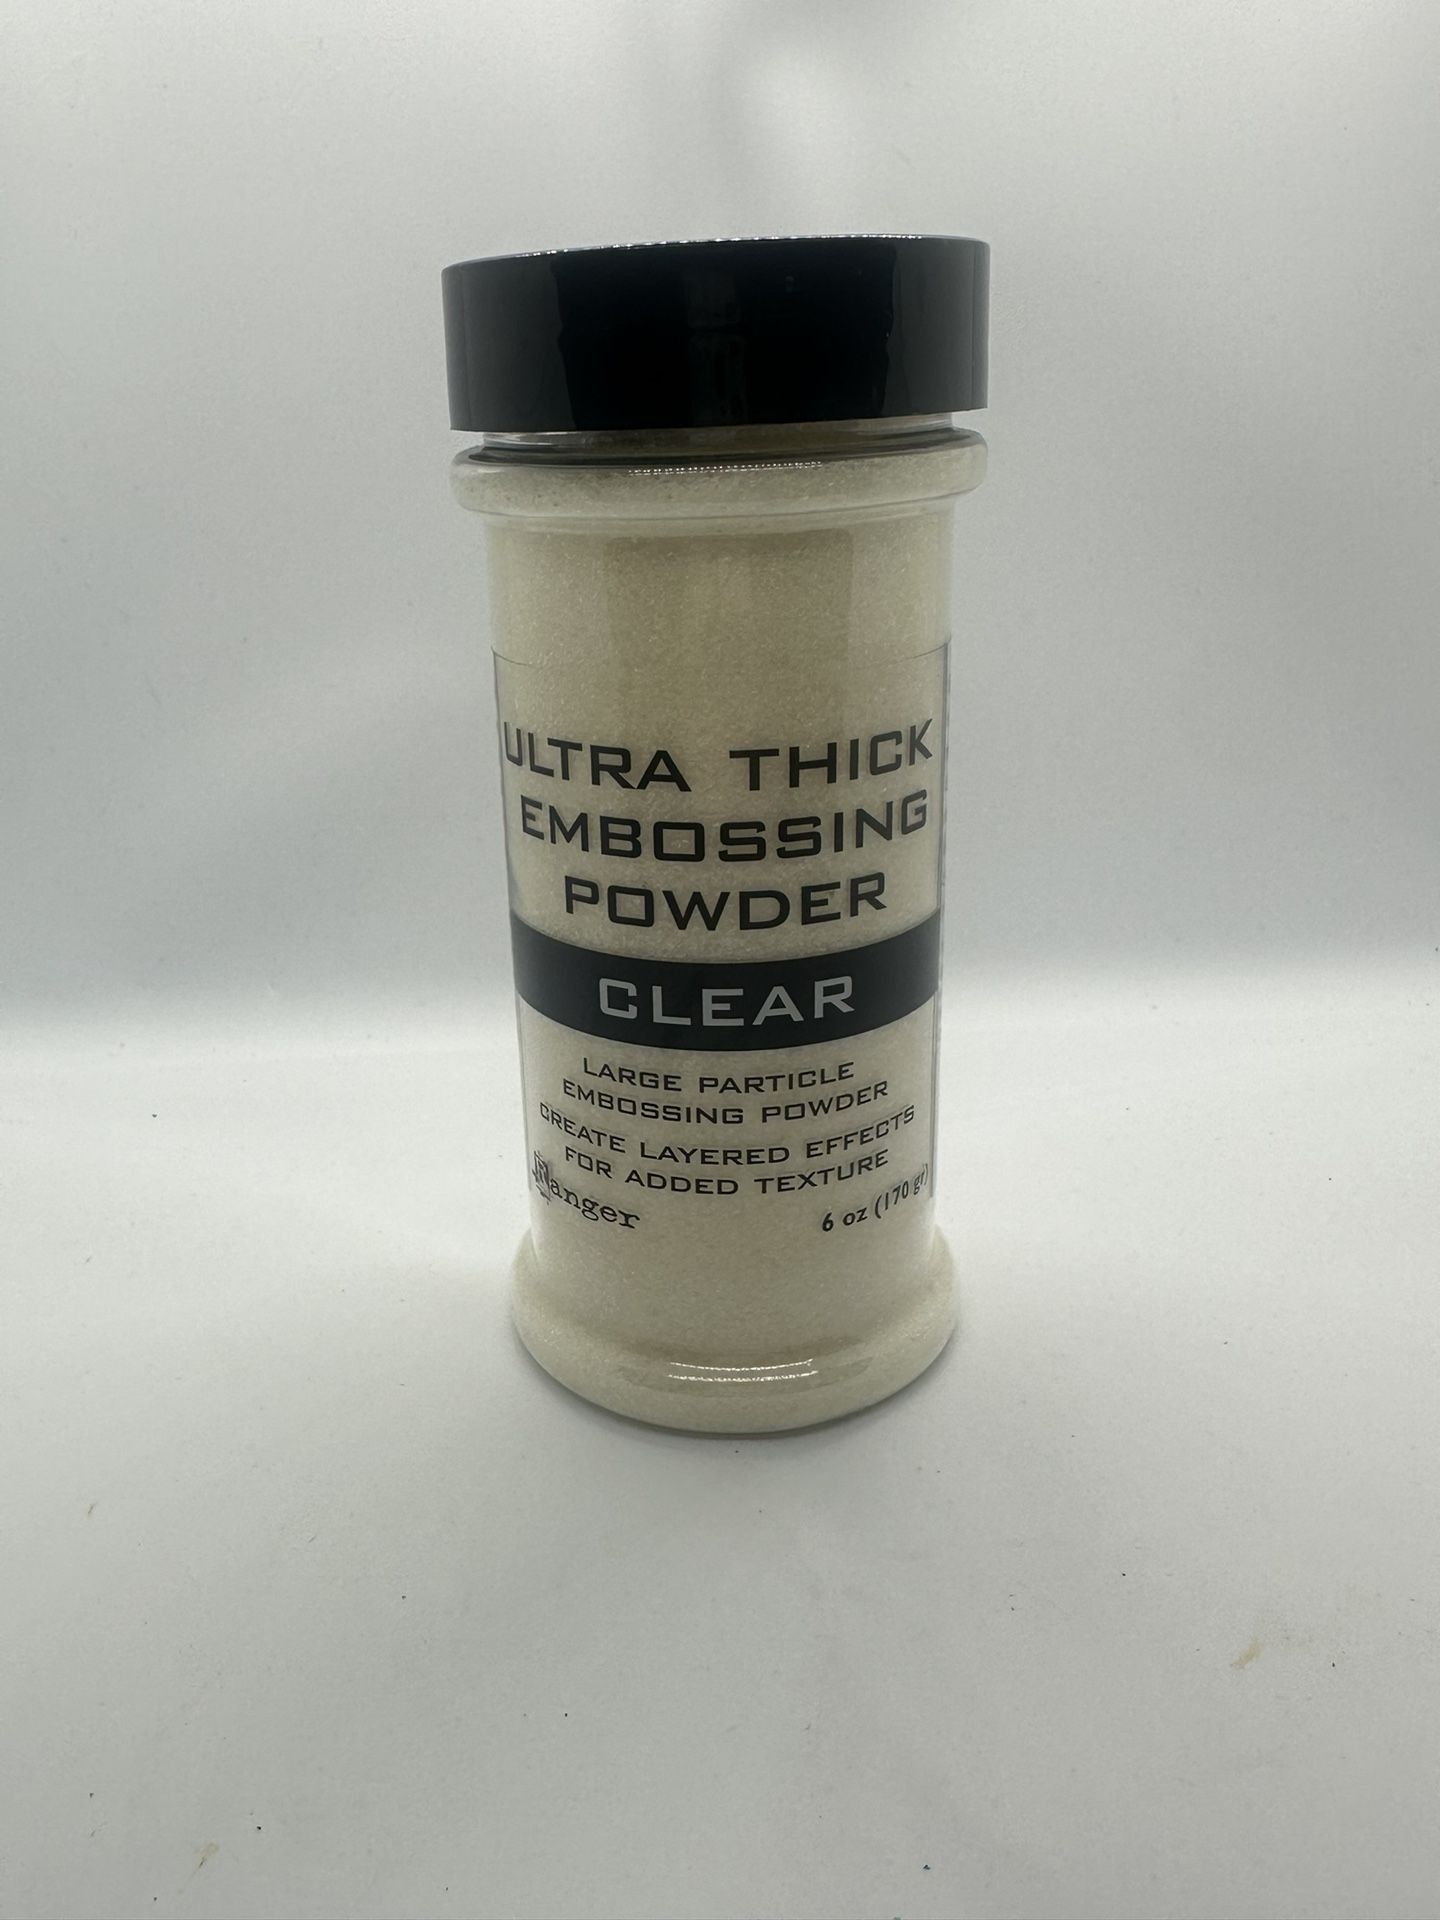 ULTRA THICK
EMBOSSING
POWDER
CLEAR
LARGE PARTICLE
EMBOSSING POWDER
CREATE LAYERED EFFECTS
FOR ADDED TEXTURE
Ranger
6 oz (170 gr)